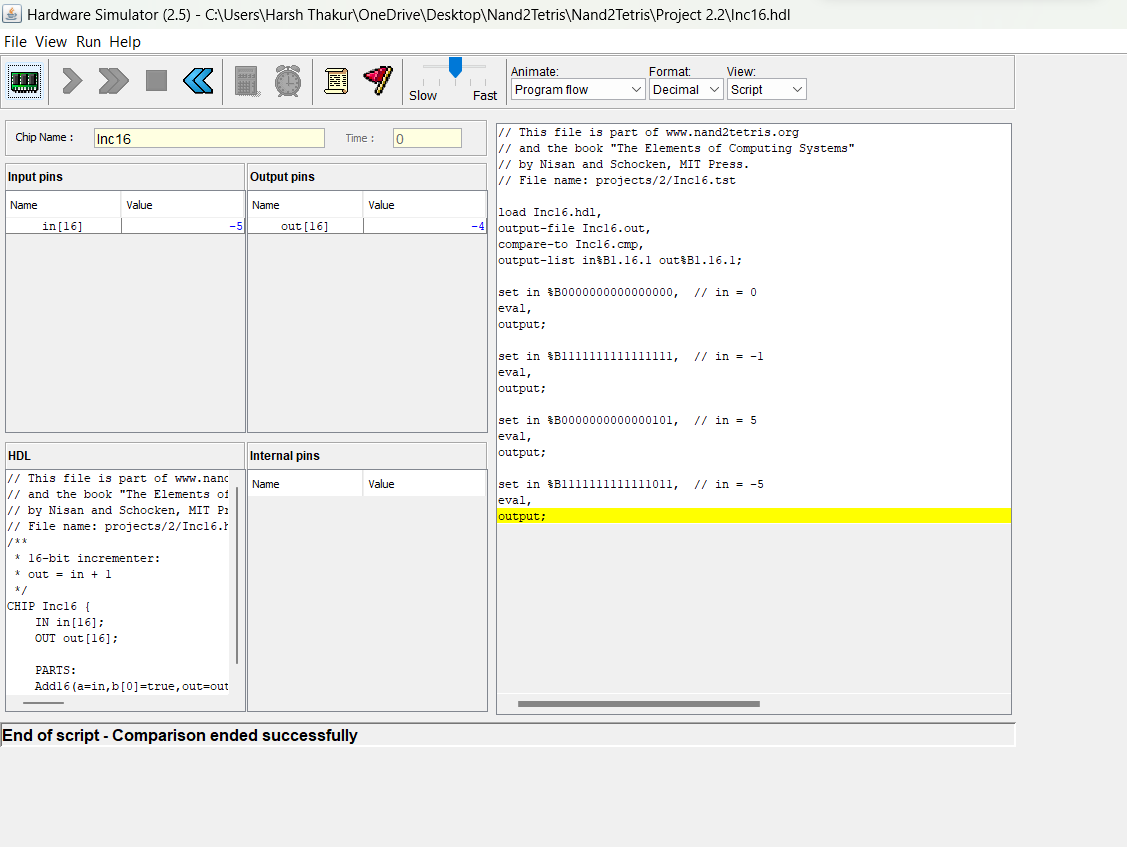 Hardware Simulator (2.5) - C:\Users\Harsh Thakur\OneDrive\Desktop\Nand2Tetris\Nand2Tetris\Project 2.2\Inc16.hdl
File View Run Help
Slow Fast
Animate: Format: View:
Program flow Decimal Script
Chip Name : Inc16 Time : 0
Input pins
Name Value
in[16] -5
Output pins
Name Value
out[16] -4
HDL
// This file is part of www.nand
// and the book "The Elements of
// by Nisan and Schocken, MIT Pr
// File name: projects/2/Inc16.h
/**
* 16-bit incrementer:
* out = in + 1
*/
CHIP Inc16 {
IN in[16];
OUT out[16];
PARTS:
Add16(a=in,b[0]=true,out=out
Internal pins
Name Value
// This file is part of www.nand2tetris.org
// and the book "The Elements of Computing Systems"
// by Nisan and Schocken, MIT Press.
// File name: projects/2/Inc16.tst
load Inc16.hdl,
output-file Inc16.out,
compare-to Inc16.cmp,
output-list in%B1.16.1 out%B1.16.1;
set in %B0000000000000000,  // in = 0
eval,
output;
set in %B1111111111111111,  // in = -1
eval,
output;
set in %B0000000000000101,  // in = 5
eval,
output;
set in %B1111111111111011,  // in = -5
eval,
output;
End of script - Comparison ended successfully